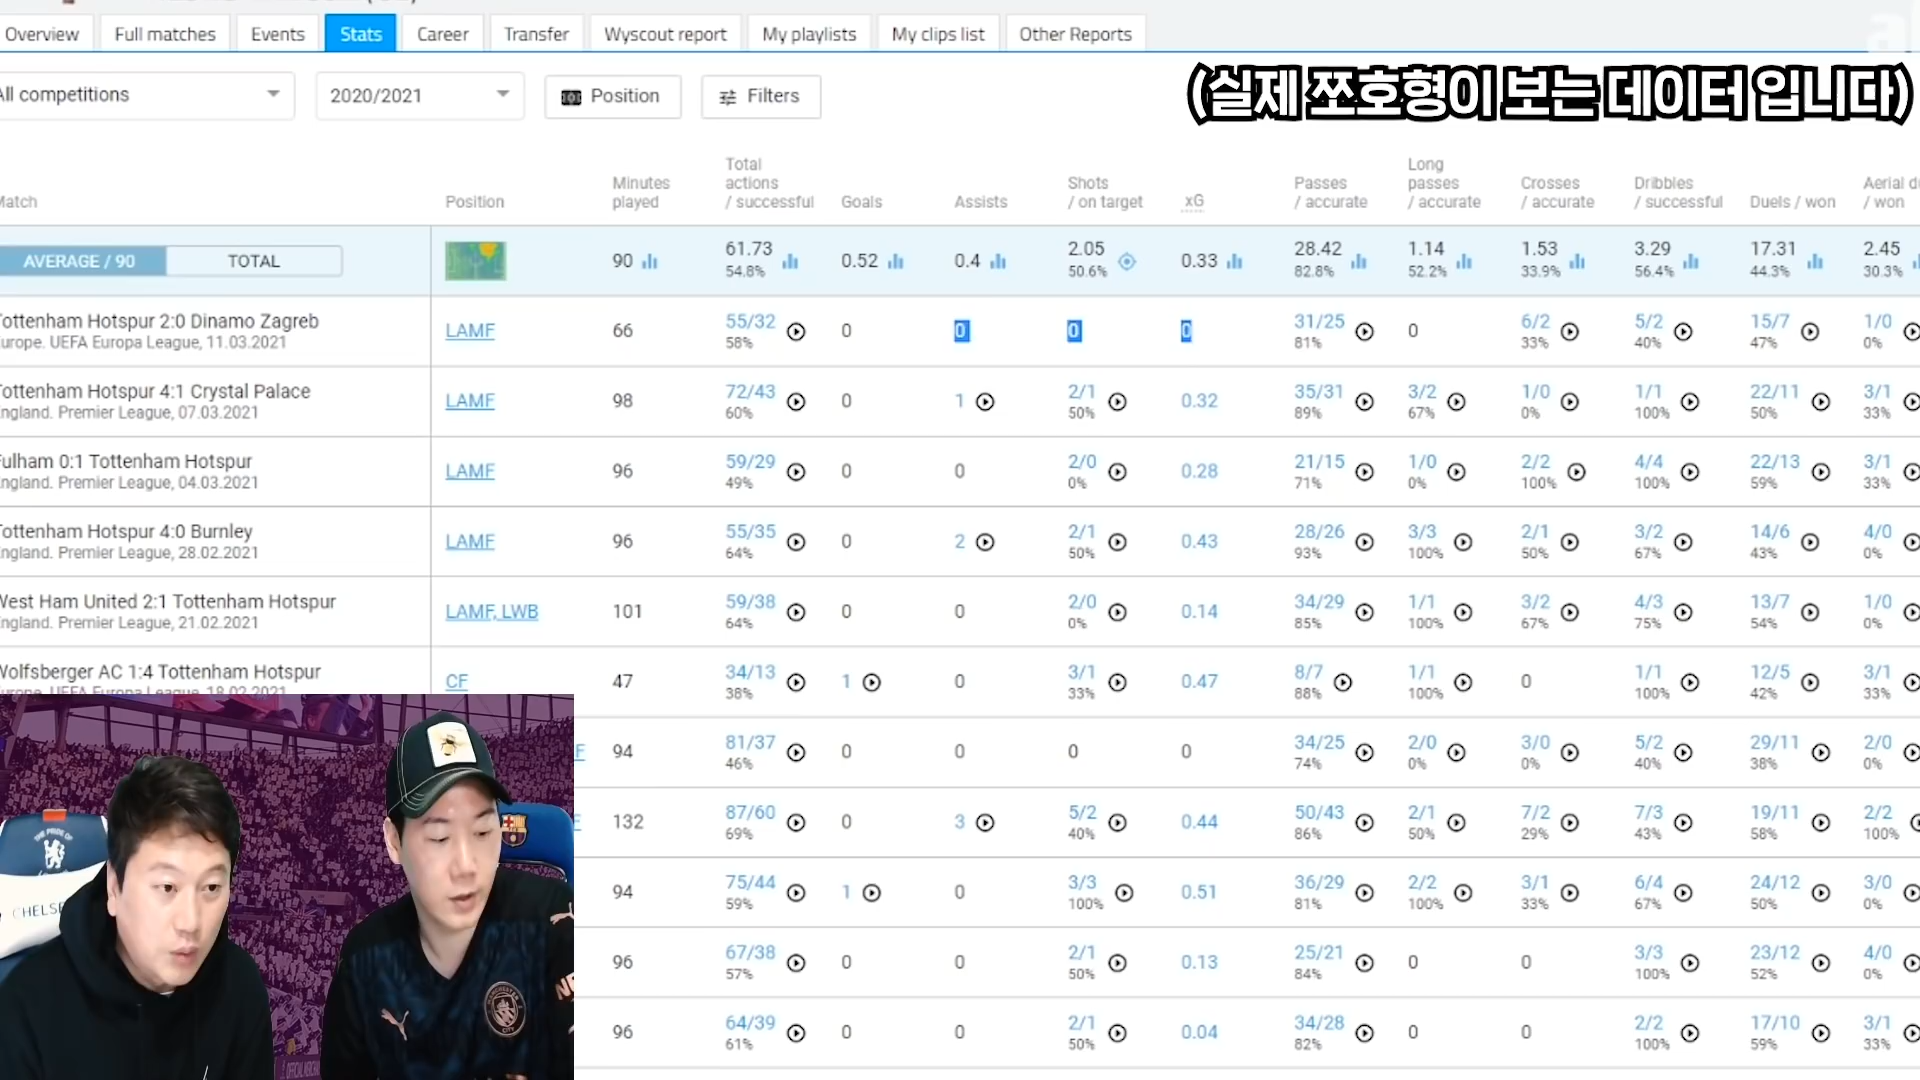 Overview Full matches Events Stats Career Transfer Wyscout report My playlists My clips list Other Reports
All competitions 2020/2021 Position Filters
(실제 쪼호형이 보는 데이터 입니다)
Match Position Minutes played Total actions / successful Goals Assists Shots / on target xG Passes / accurate Long passes / accurate Crosses / accurate Dribbles / successful Duels / won Aerial du / won
AVERAGE / 90 TOTAL 90 61.73 54.8% 0.52 0.4 2.05 50.6% 0.33 28.42 82.8% 1.14 52.2% 1.53 33.9% 3.29 56.4% 17.31 44.3% 2.45 30.3%
Tottenham Hotspur 2:0 Dinamo Zagreb LAMF 66 55/32 58% 0 0 0 0 31/25 81% 0 6/2 33% 5/2 40% 15/7 47% 1/0 0%
Europe. UEFA Europa League, 11.03.2021
Tottenham Hotspur 4:1 Crystal Palace LAMF 98 72/43 60% 0 1 2/1 50% 0.32 35/31 89% 3/2 67% 1/0 0% 1/1 100% 22/11 50% 3/1 33%
England. Premier League, 07.03.2021
Fulham 0:1 Tottenham Hotspur LAMF 96 59/29 49% 0 0 2/0 0% 0.28 21/15 71% 1/0 0% 2/2 100% 4/4 100% 22/13 59% 3/1 33%
England. Premier League, 04.03.2021
Tottenham Hotspur 4:0 Burnley LAMF 96 55/35 64% 0 2 2/1 50% 0.43 28/26 93% 3/3 100% 2/1 50% 3/2 67% 14/6 43% 4/0 0%
England. Premier League, 28.02.2021
West Ham United 2:1 Tottenham Hotspur LAMF, LWB 101 59/38 64% 0 0 2/0 0% 0.14 34/29 85% 1/1 100% 3/2 67% 4/3 75% 13/7 54% 1/0 0%
England. Premier League, 21.02.2021
Wolfsberger AC 1:4 Tottenham Hotspur CF 47 34/13 38% 1 0 3/1 33% 0.47 8/7 88% 1/1 100% 0 1/1 100% 12/5 42% 3/1 33%
Europe. UEFA Europa League, 18.02.2021
F 94 81/37 46% 0 0 0 0 34/25 74% 2/0 0% 3/0 0% 5/2 40% 29/11 38% 2/0 0%
F 132 87/60 69% 0 3 5/2 40% 0.44 50/43 86% 2/1 50% 7/2 29% 7/3 43% 19/11 58% 2/2 100%
94 75/44 59% 1 0 3/3 100% 0.51 36/29 81% 2/2 100% 3/1 33% 6/4 67% 24/12 50% 3/0 0%
96 67/38 57% 0 0 2/1 50% 0.13 25/21 84% 0 0 3/3 100% 23/12 52% 4/0 0%
96 64/39 61% 0 0 2/1 50% 0.04 34/28 82% 0 0 2/2 100% 17/10 59% 3/1 33%
THE PRIDE OF
CHELSE
MANCHESTER
CITY